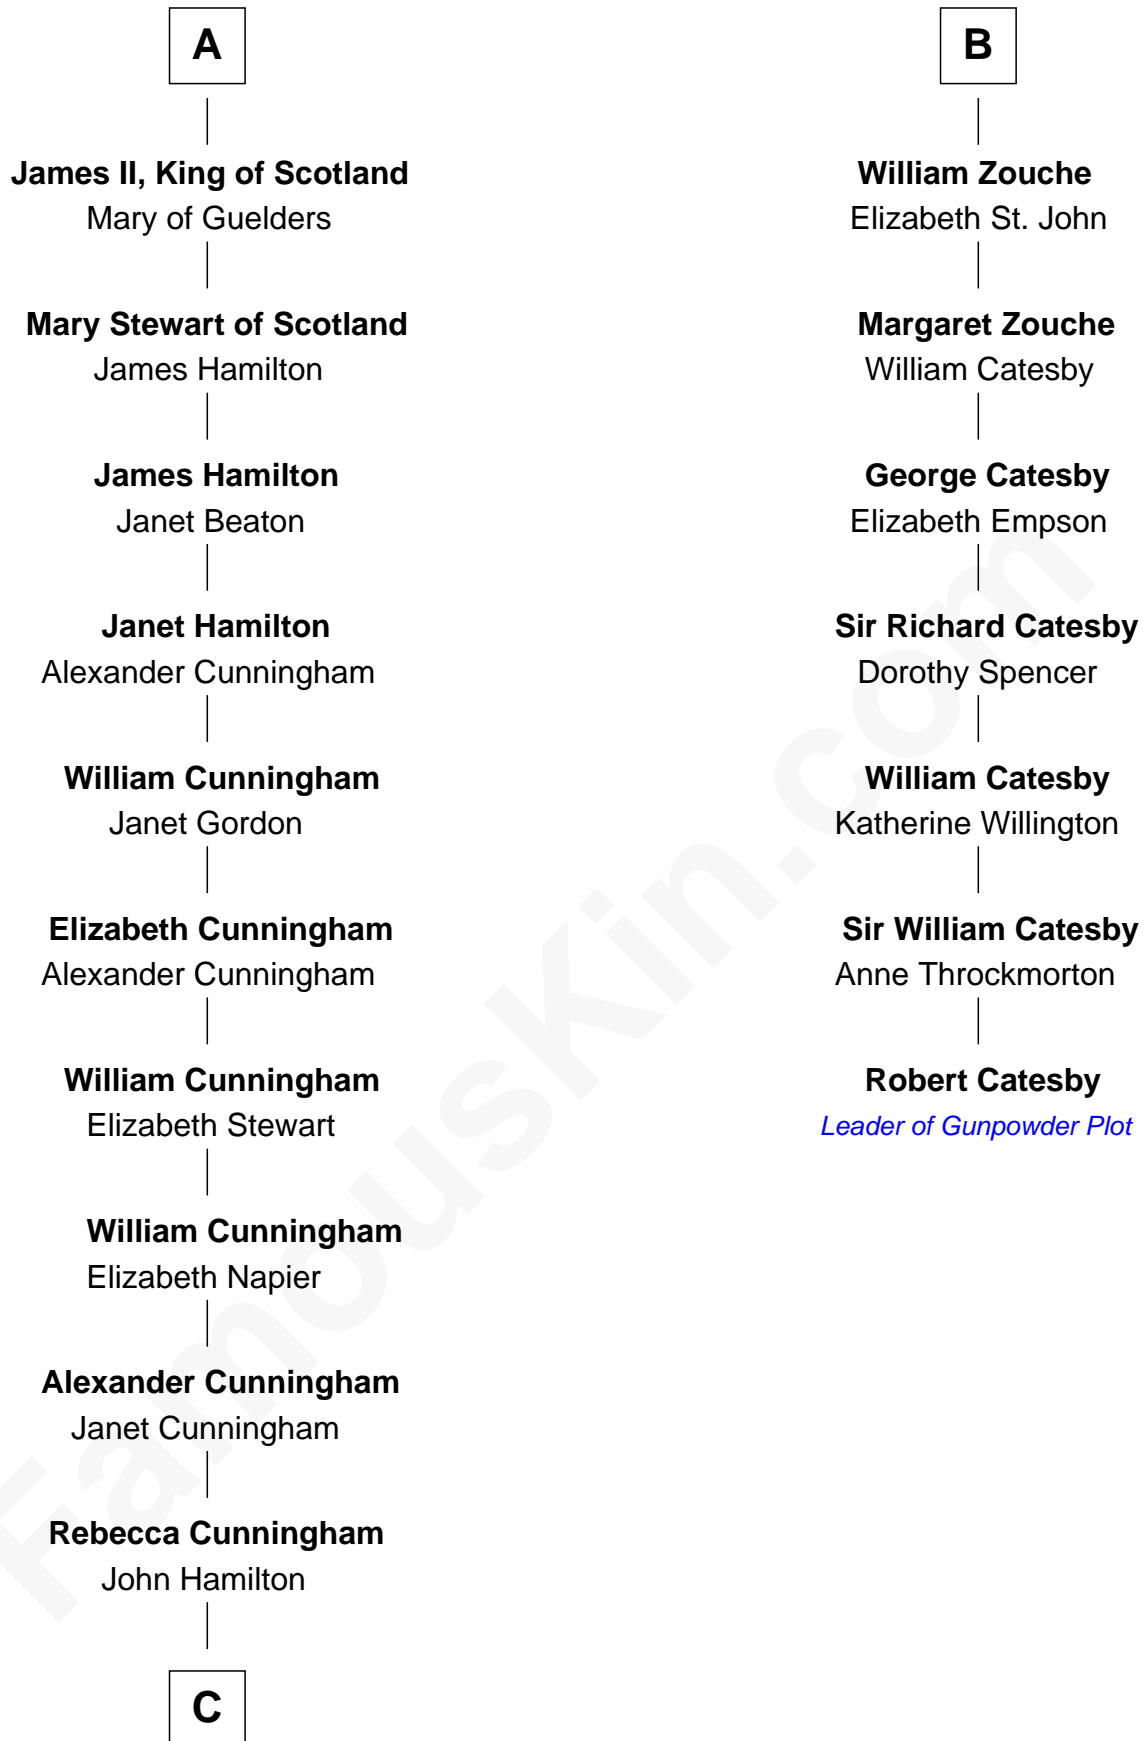 A
James II, King of Scotland
Mary of Guelders
Mary Stewart of Scotland
James Hamilton
James Hamilton
Janet Beaton
Janet Hamilton
Alexander Cunningham
William Cunningham
Janet Gordon
Elizabeth Cunningham
Alexander Cunningham
William Cunningham
Elizabeth Stewart
William Cunningham
Elizabeth Napier
Alexander Cunningham
Janet Cunningham
Rebecca Cunningham
John Hamilton
C
B
William Zouche
Elizabeth St. John
Margaret Zouche
William Catesby
George Catesby
Elizabeth Empson
Sir Richard Catesby
Dorothy Spencer
William Catesby
Katherine Willington
Sir William Catesby
Anne Throckmorton
Robert Catesby
Leader of Gunpowder Plot
FamousKin.com